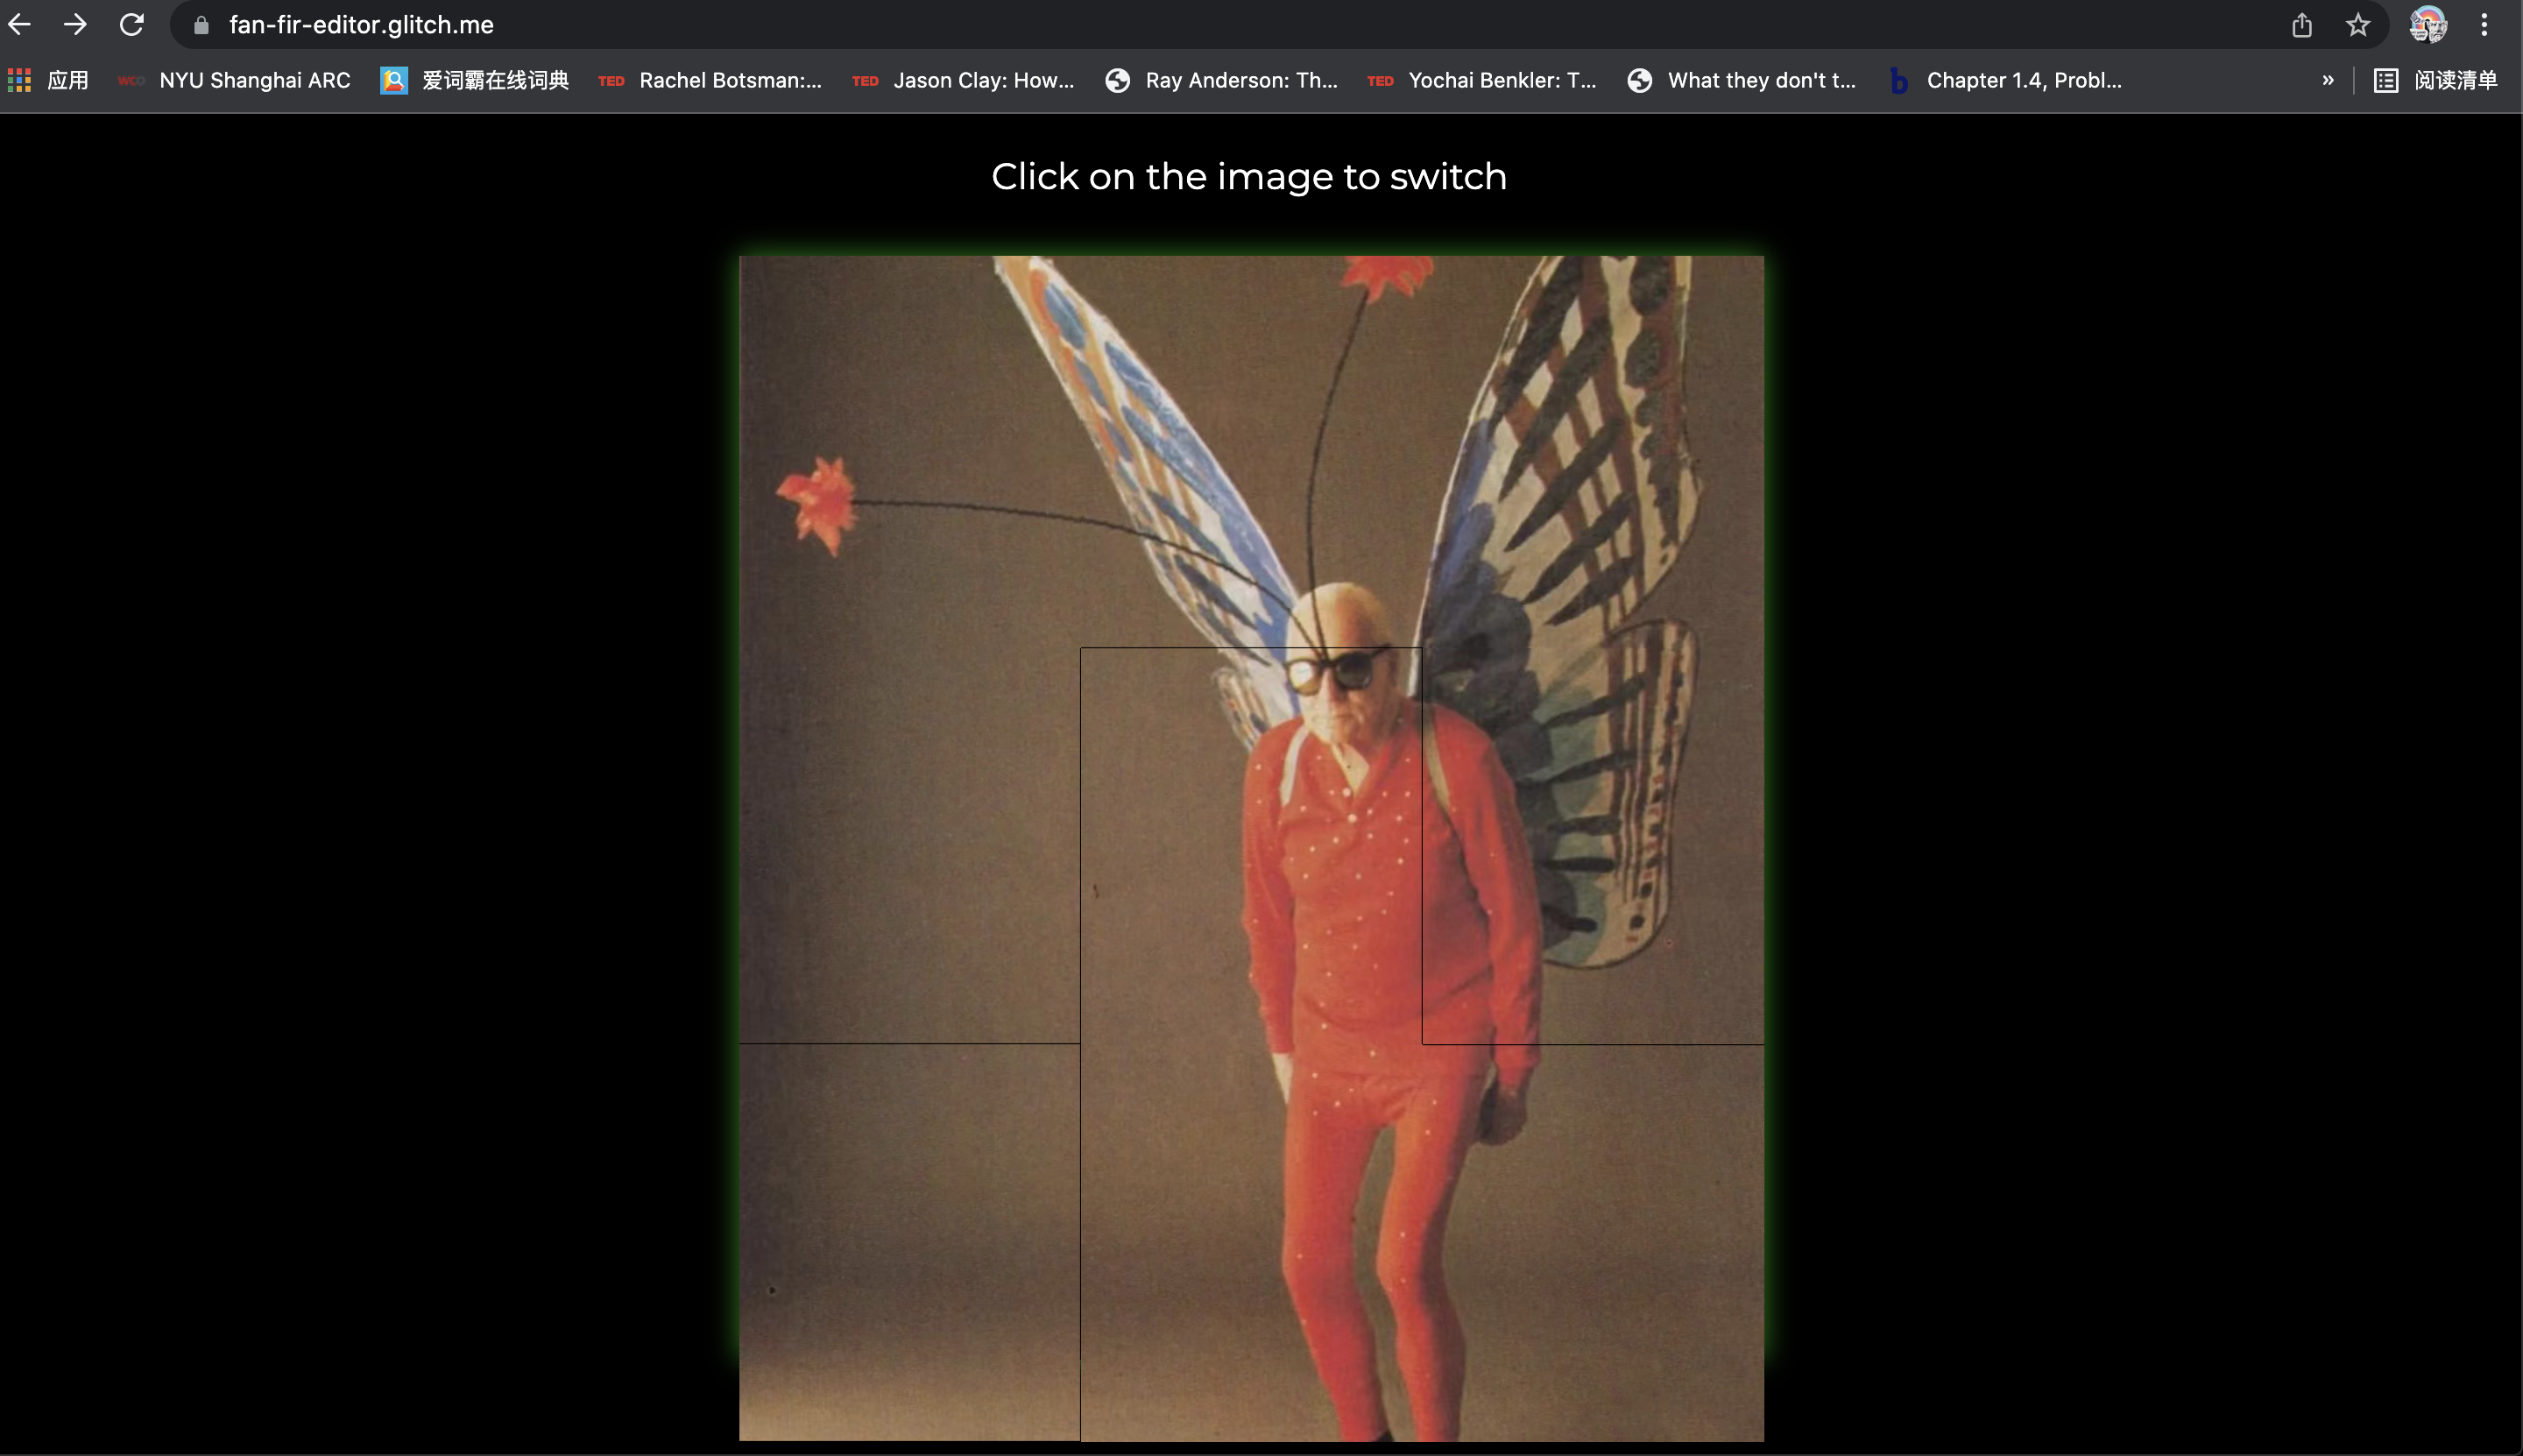 fan-fir-editor.glitch.me
应用 WCO NYU Shanghai ARC 爱词霸在线词典 TED Rachel Botsman:... TED Jason Clay: How... Ray Anderson: Th... TED Yochai Benkler: T... What they don't t... b Chapter 1.4, Probl... » 阅读清单
Click on the image to switch